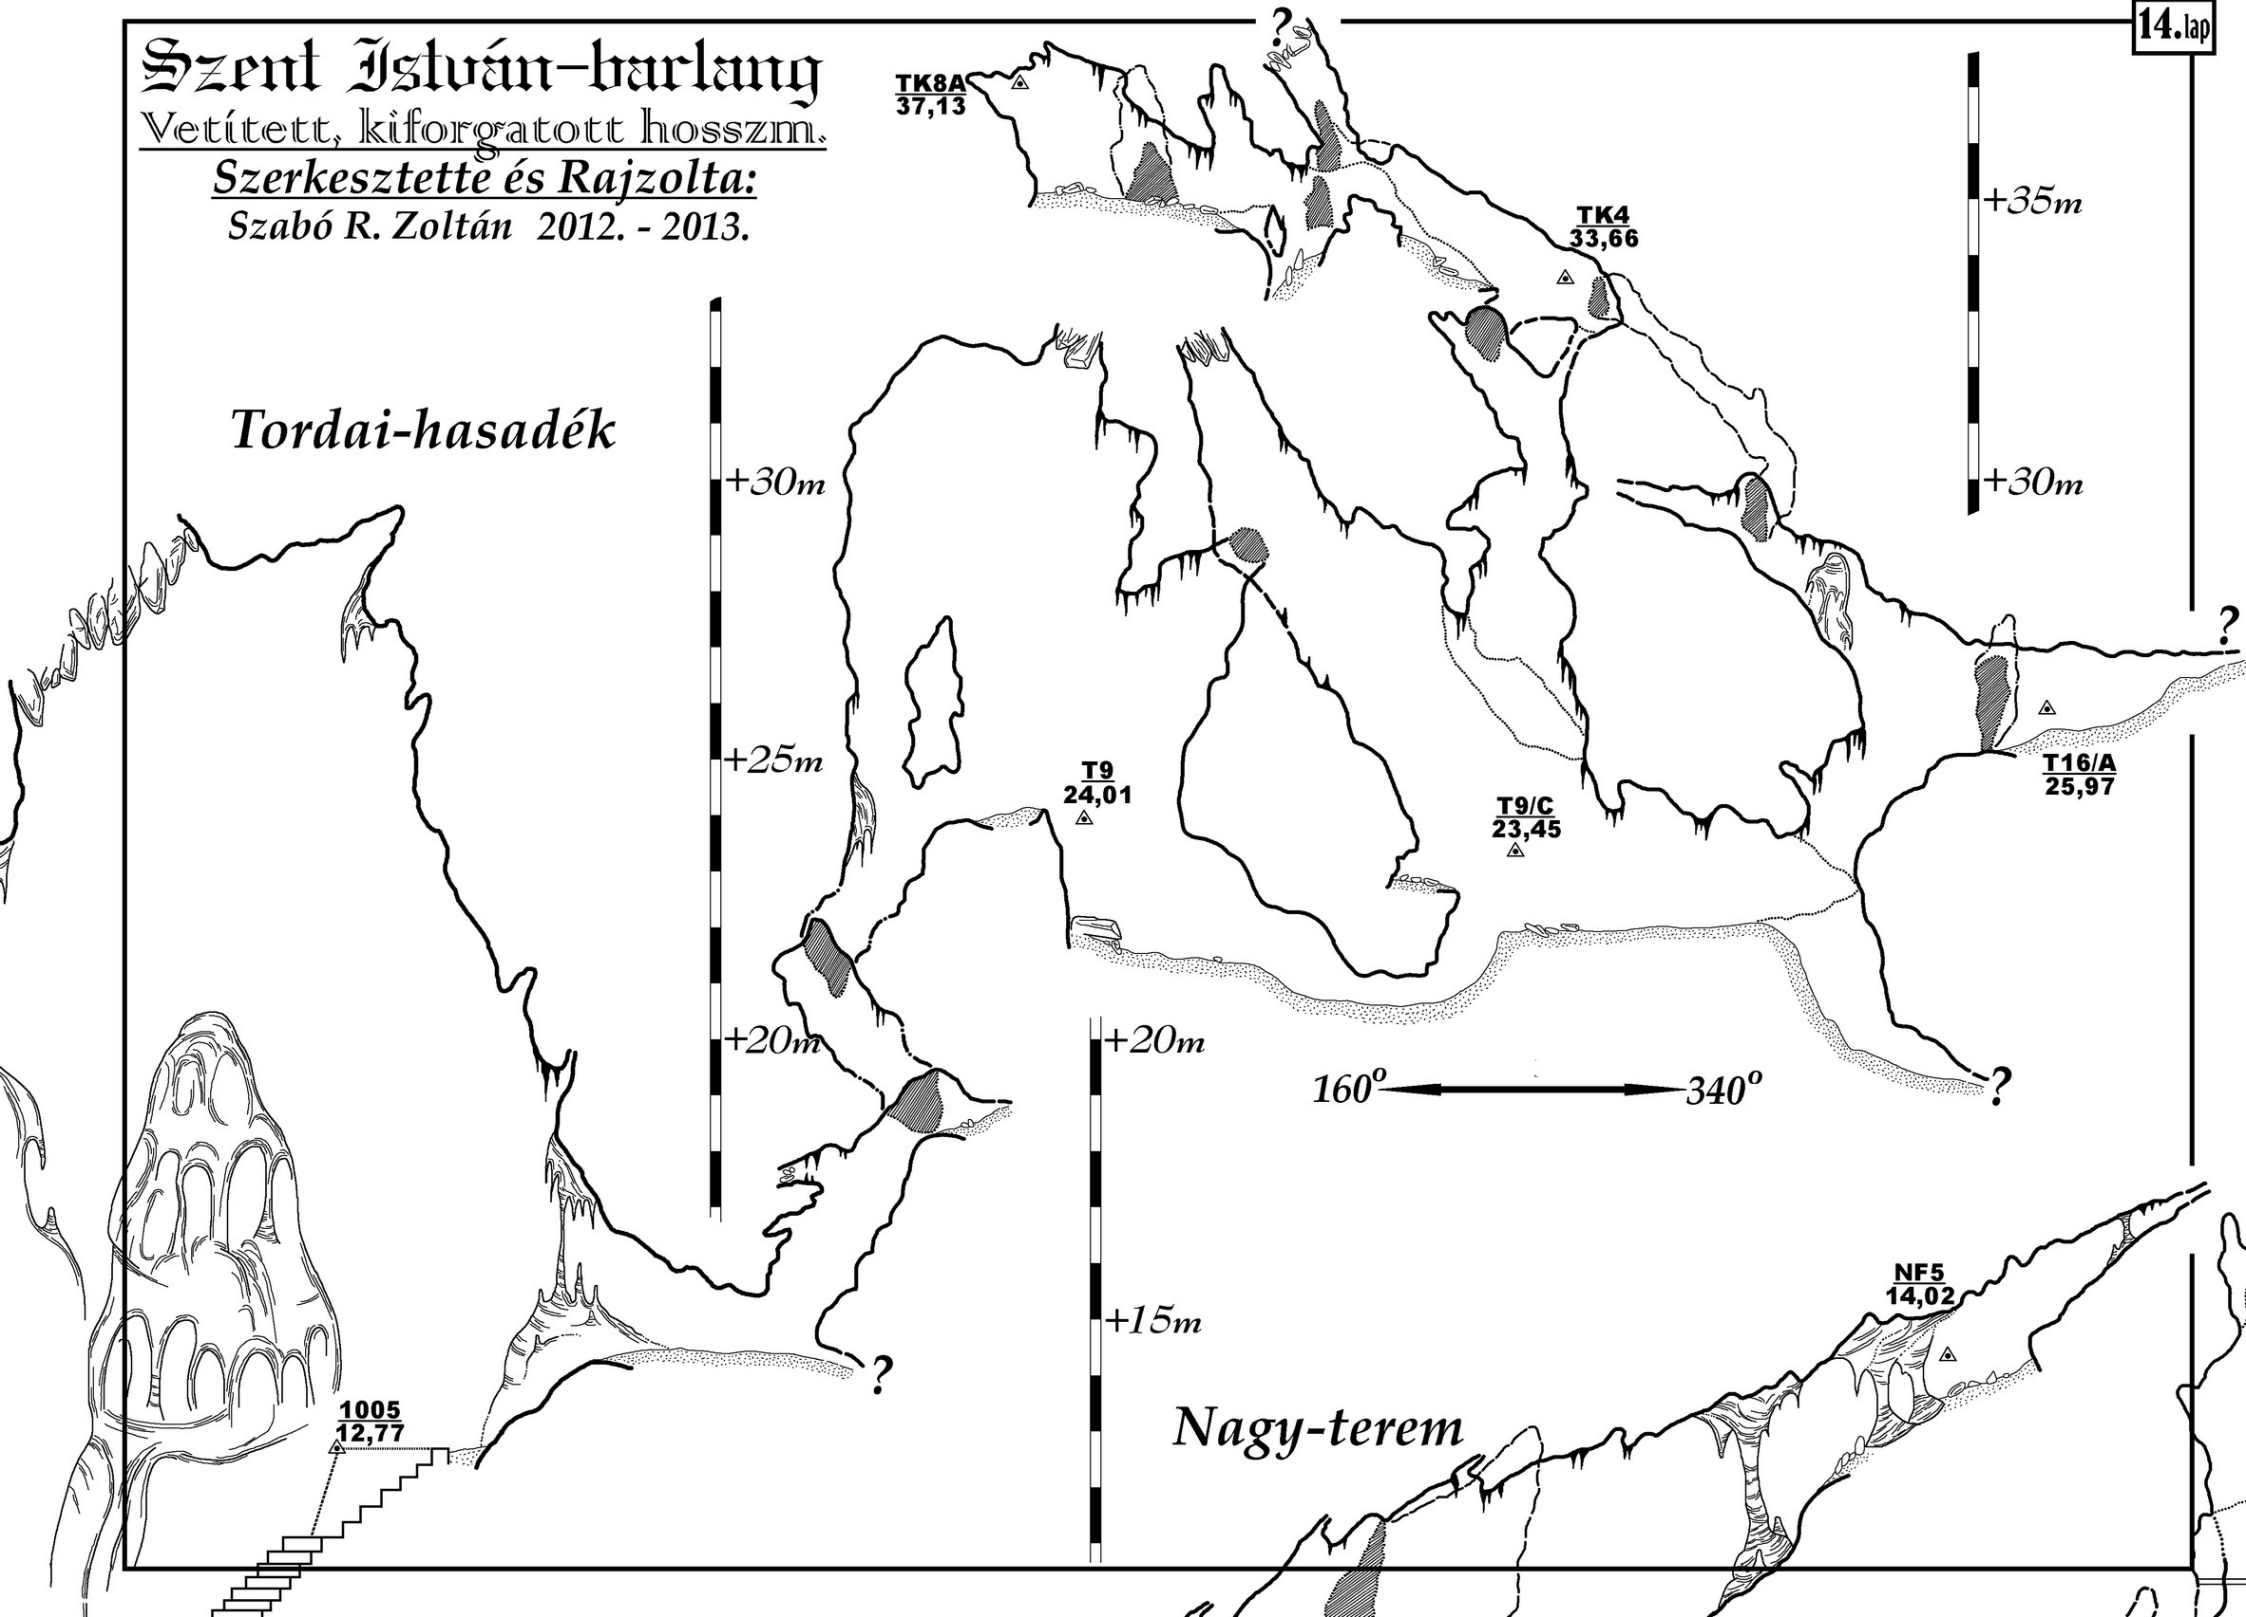 14.lap
Szent István-barlang
Vetített, kiforgatott hosszm.
Szerkesztette és Rajzolta:
Szabó R. Zoltán 2012. - 2013.
?
TK8A
37,13
+35m
TK4
33,66
Tordai-hasadék
+30m
+30m
?
+25m
T9
24,01
T9/C
23,45
T16/A
25,97
+20m
+20m
160° 340°
?
+15m
NF5
14,02
?
1005
12,77
Nagy-terem